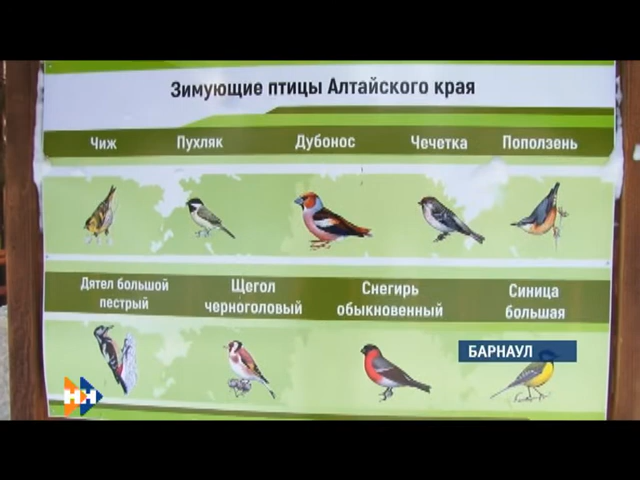 Зимующие птицы Алтайского края
Чиж Пухляк Дубонос Чечетка Поползень
Дятел большой пестрый
Щегол черноголовый
Снегирь обыкновенный
Синица большая
БАРНАУЛ
НН